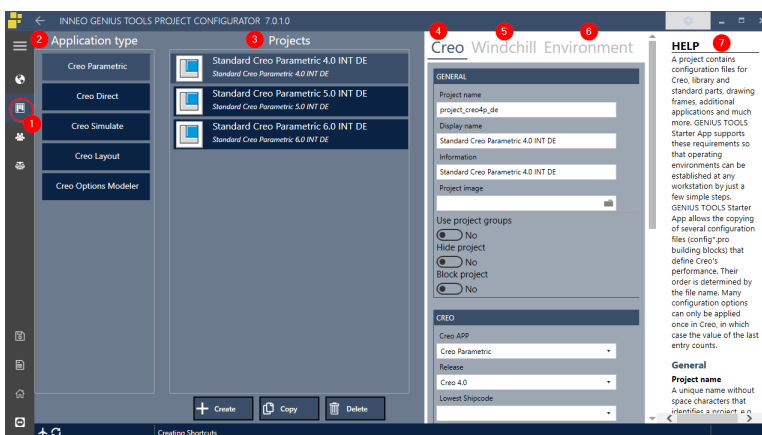 INNEO GENIUS TOOLS PROJECT CONFIGURATOR 7.0.1.0
1
2 Application type
Creo Parametric
Creo Direct
Creo Simulate
Creo Layout
Creo Options Modeler
3 Projects
Standard Creo Parametric 4.0 INT DE
Standard Creo Parametric 4.0 INT DE
Standard Creo Parametric 5.0 INT DE
Standard Creo Parametric 5.0 INT DE
Standard Creo Parametric 6.0 INT DE
Standard Creo Parametric 6.0 INT DE
Create Copy Delete
4 5 6
Creo Windchill Environment
GENERAL
Project name
project_creo4p_de
Display name
Standard Creo Parametric 4.0 INT DE
Information
Standard Creo Parametric 4.0 INT DE
Project image
Use project groups
No
Hide project
No
Block project
No
CREO
Creo APP
Creo Parametric
Release
Creo 4.0
Lowest Shipcode
HELP 7
A project contains
configuration files for
Creo, library and
standard parts, drawing
frames, additional
applications and much
more. GENIUS TOOLS
Starter App supports
these requirements so
that operating
environments can be
established at any
workstation by just a
few simple steps.
GENIUS TOOLS Starter
App allows the copying
of several configuration
files (config*.pro
building blocks) that
define Creo's
performance. Their
order is determined by
the file name. Many
configuration options
can only be applied
once in Creo, in which
case the value of the last
entry counts.
General
Project name
A unique name without
space characters that
identifies a project, e.g.
Creating Shortcuts